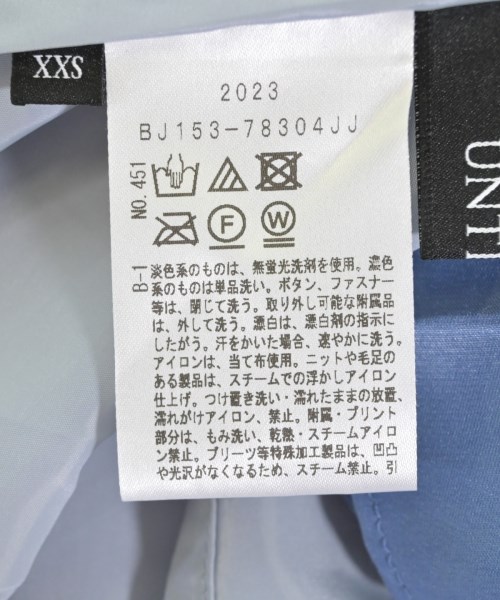 XXS
2023
BJ153-78304JJ
NO.451
F
W
UNTI
B-1
淡色系のものは、無蛍光洗剤を使用。濃色
系のものは単品洗い。ボタン、ファスナー
等は、閉じて洗う。取り外し可能な附属品
は、外して洗う。漂白は、漂白剤の指示に
したがう。汗をかいた場合、速やかに洗う。
アイロンは、当て布使用。ニットや毛足の
ある製品は、スチームでの浮かしアイロン
仕上げ。つけ置き洗い・濡れたままの放置、
濡れがけアイロン、禁止。附属・プリント
部分は、もみ洗い、乾熱・スチームアイロ
ン禁止。プリーツ等特殊加工製品は、凹凸
や光沢がなくなるため、スチーム禁止。引